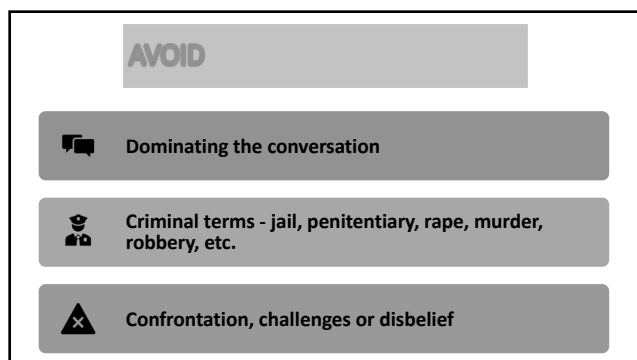 AVOID
Dominating the conversation
Criminal terms - jail, penitentiary, rape, murder,
robbery, etc.
Confrontation, challenges or disbelief